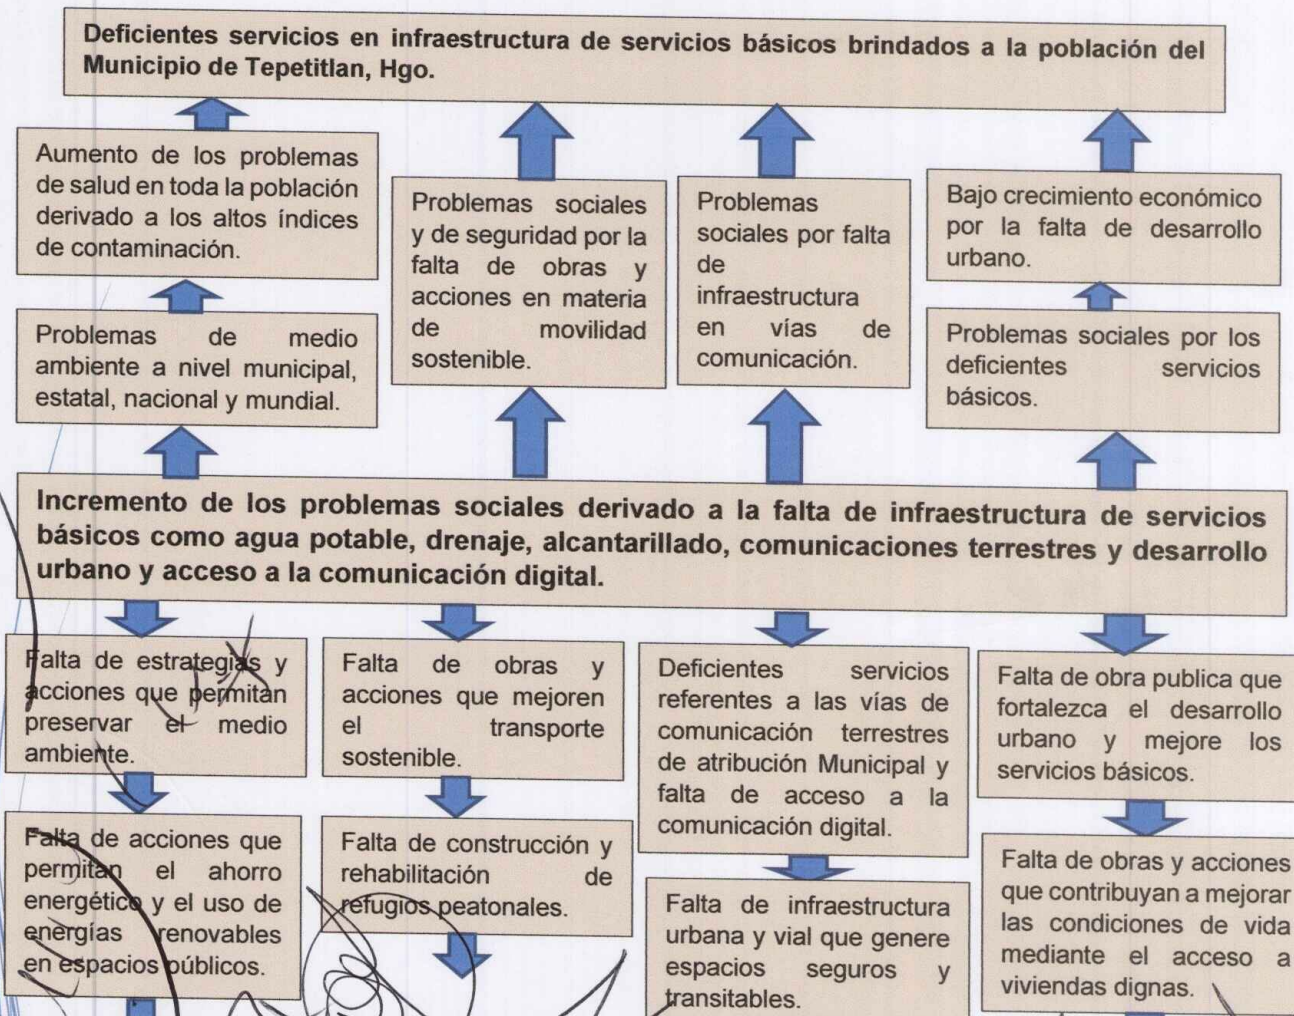 Deficientes servicios en infraestructura de servicios básicos brindados a la población del
Municipio de Tepetitlan, Hgo.
Aumento de los problemas
de salud en toda la población
derivado a los altos índices
de contaminación.
Problemas sociales
y de seguridad por la
falta de obras y
acciones en materia
de movilidad
sostenible.
Problemas
sociales por falta
de
infraestructura
en vías de
comunicación.
Bajo crecimiento económico
por la falta de desarrollo
urbano.
Problemas de medio
ambiente a nivel municipal,
estatal, nacional y mundial.
Problemas sociales por los
deficientes servicios
básicos.
Incremento de los problemas sociales derivado a la falta de infraestructura de servicios
básicos como agua potable, drenaje, alcantarillado, comunicaciones terrestres y desarrollo
urbano y acceso a la comunicación digital.
Falta de estrategias y
acciones que permitan
preservar el medio
ambiente.
Falta de obras y
acciones que mejoren
el transporte
sostenible.
Deficientes servicios
referentes a las vías de
comunicación terrestres
de atribución Municipal y
falta de acceso a la
comunicación digital.
Falta de obra publica que
fortalezca el desarrollo
urbano y mejore los
servicios básicos.
Falta de acciones que
permitan el ahorro
energético y el uso de
energías renovables
en espacios públicos.
Falta de construcción y
rehabilitación de
refugios peatonales.
Falta de infraestructura
urbana y vial que genere
espacios seguros y
transitables.
Falta de obras y acciones
que contribuyan a mejorar
las condiciones de vida
mediante el acceso a
viviendas dignas.